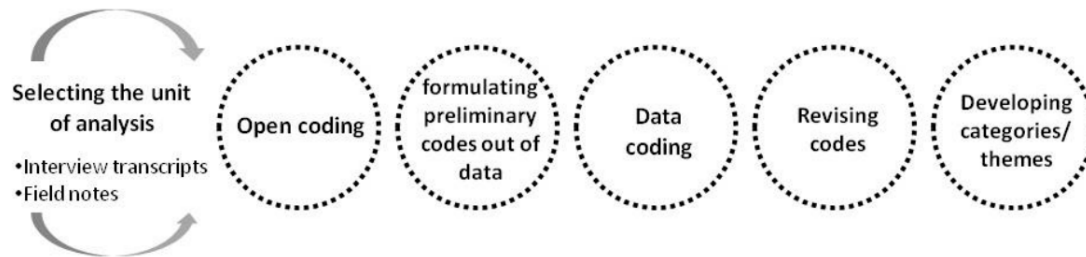 Selecting the unit
of analysis
•Interview transcripts
•Field notes
Open coding
formulating
preliminary
codes out of
data
Data
coding
Revising
codes
Developing
categories/
themes